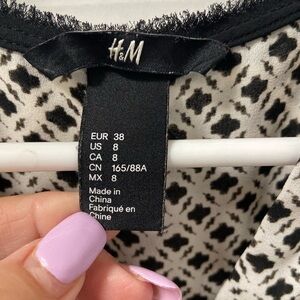 H&M
EUR 38
US 8
CA 8
CN 165/88A
MX 8
Made in
China
Fabriqué en
Chine